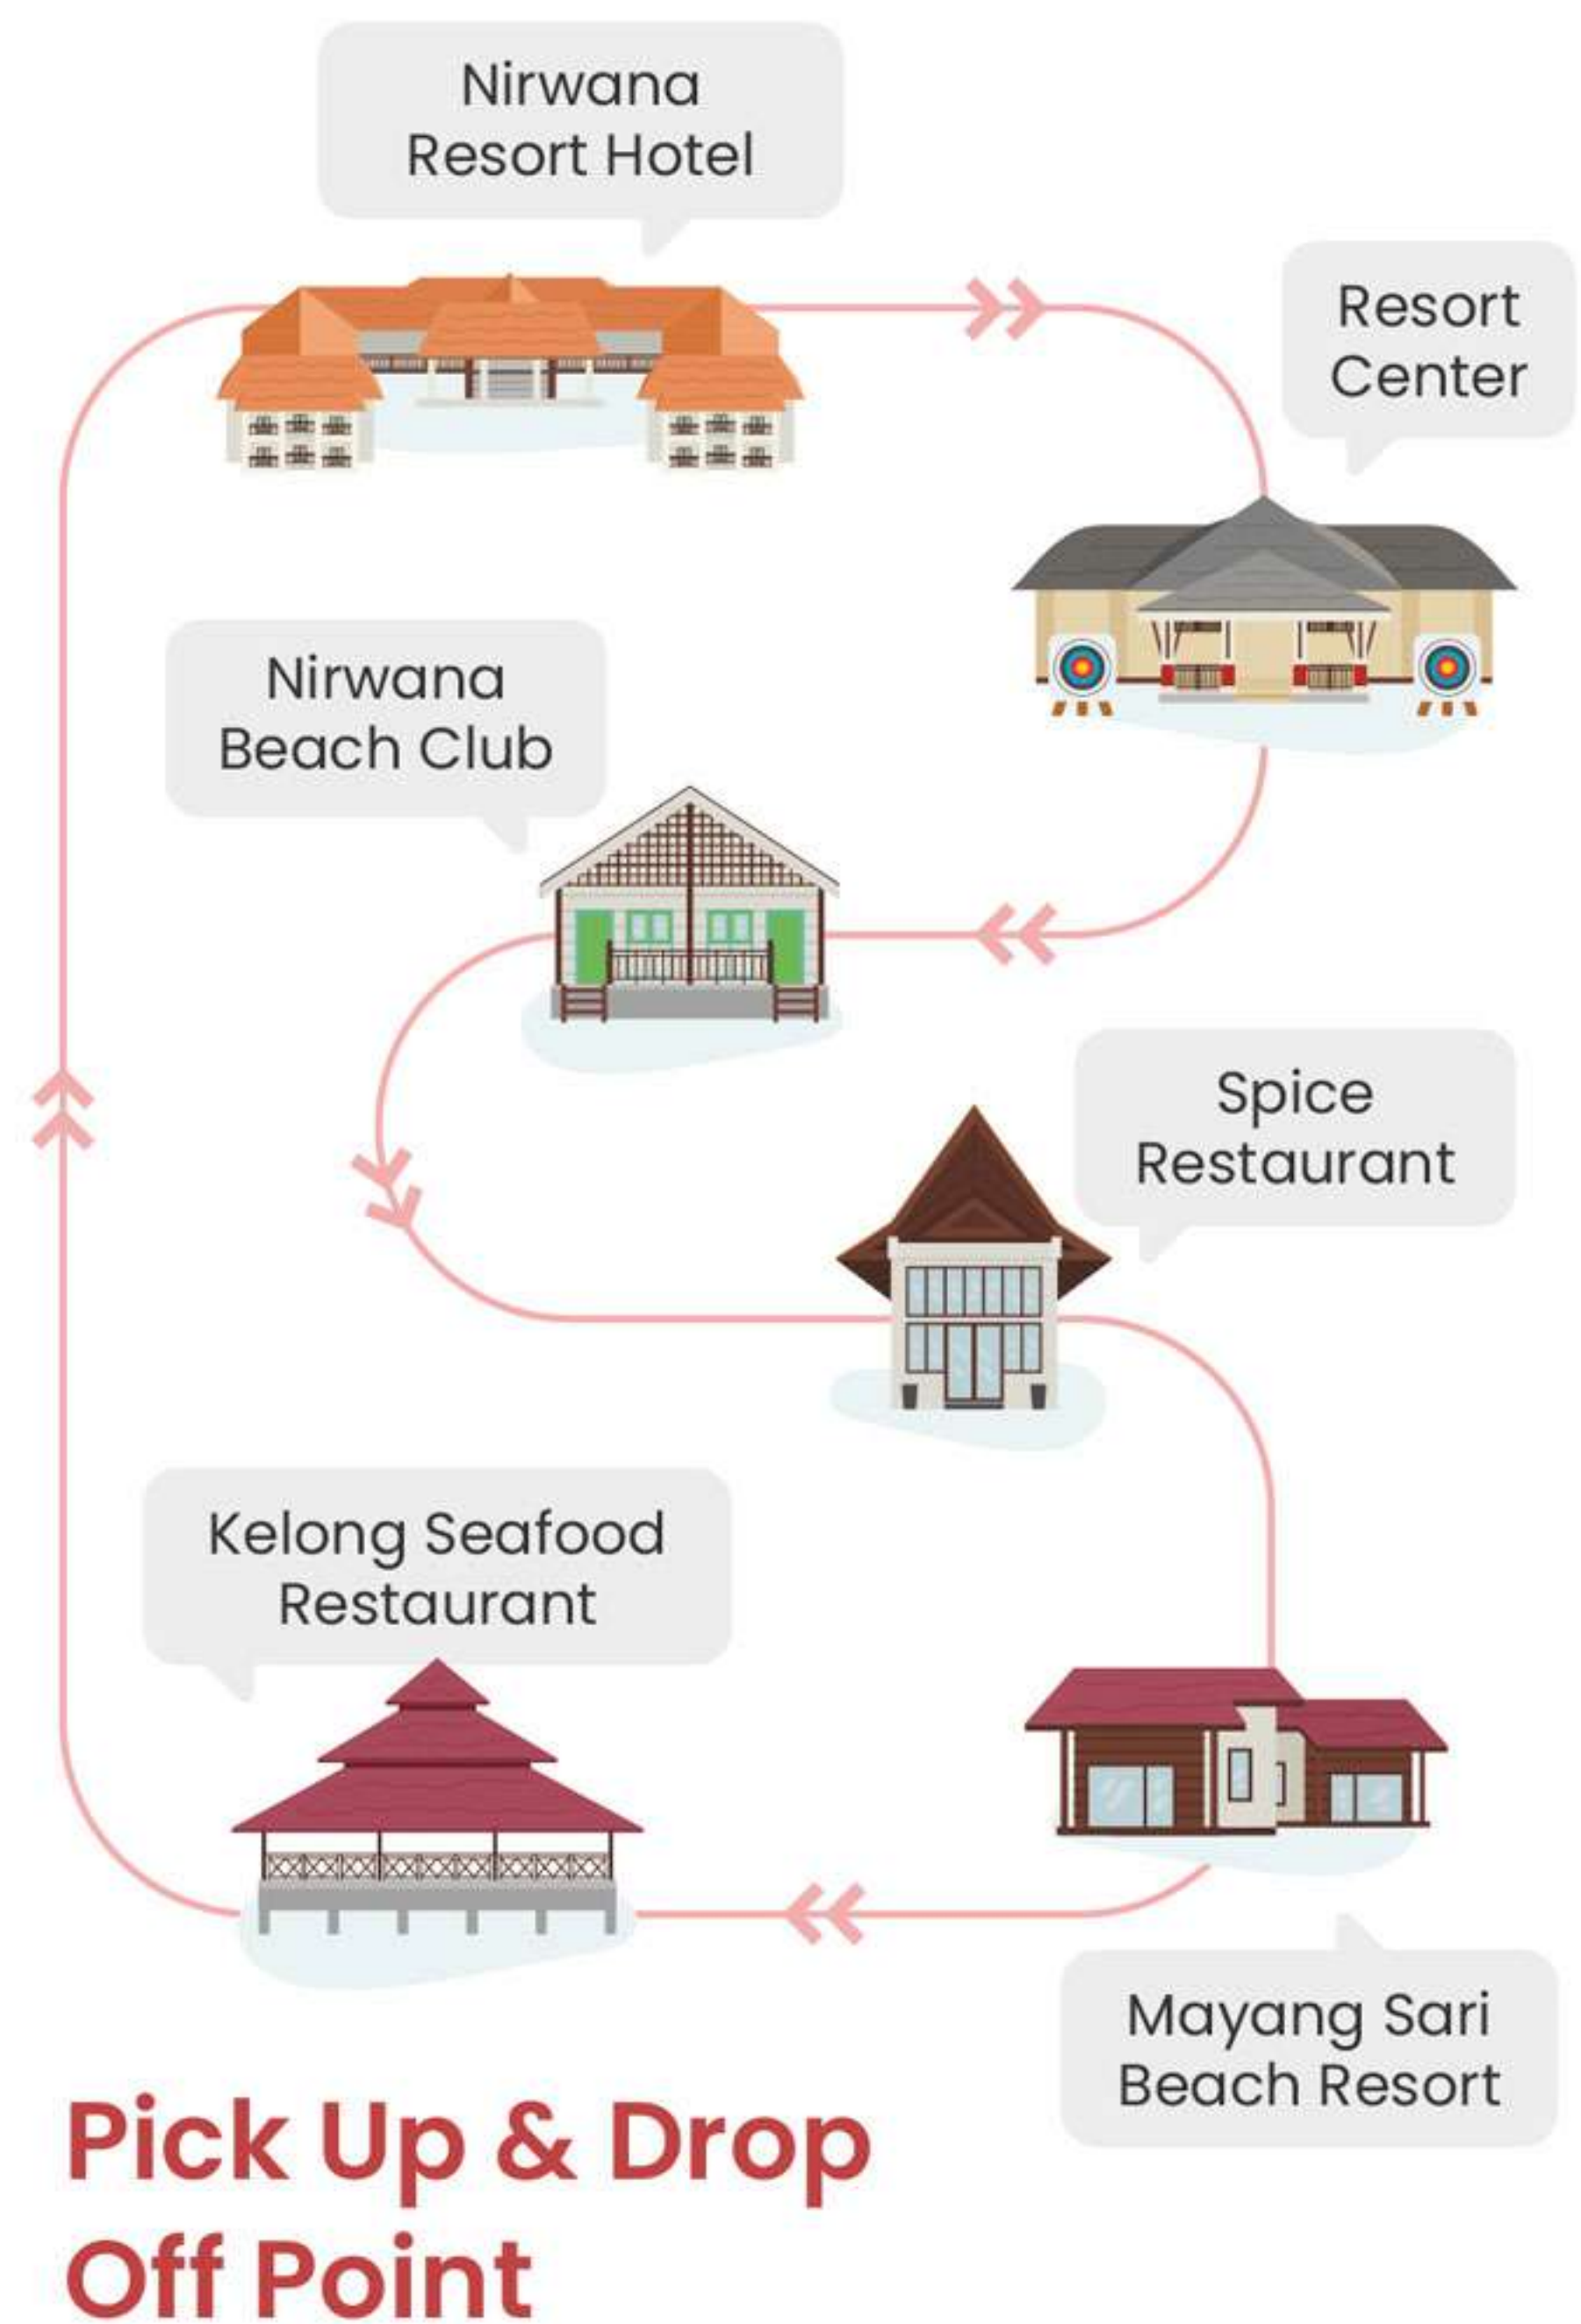 Nirwana
Resort Hotel
Resort
Center
Nirwana
Beach Club
Spice
Restaurant
Kelong Seafood
Restaurant
Mayang Sari
Beach Resort
Pick Up & Drop
Off Point